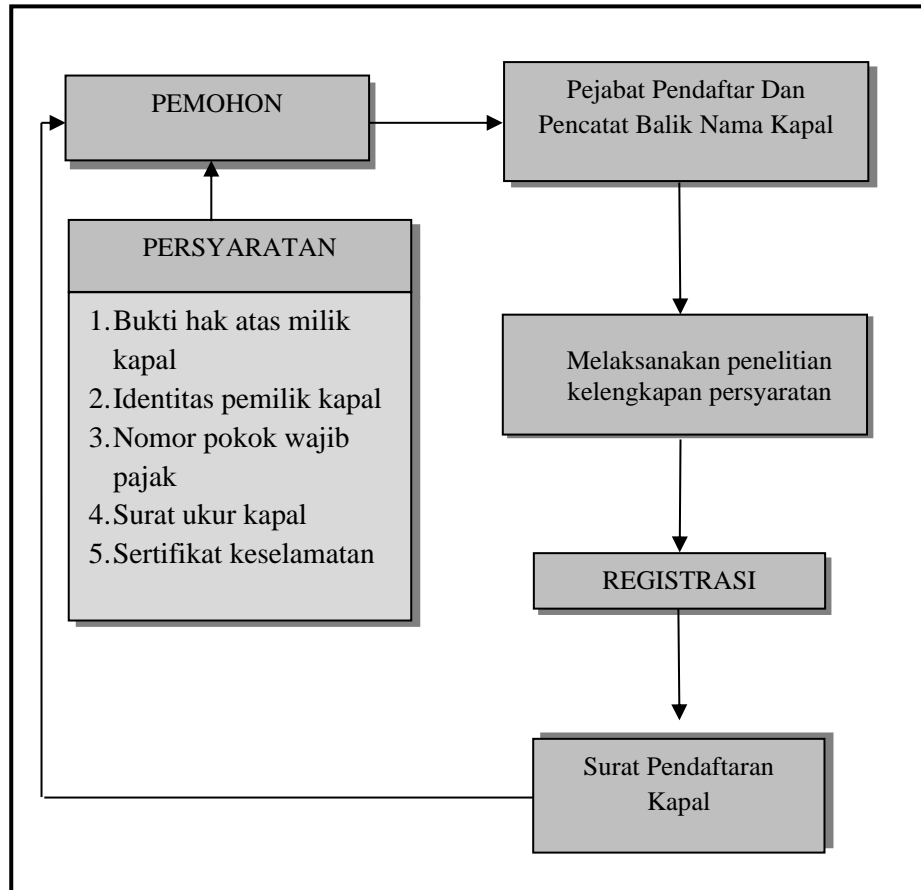 PEMOHON
Pejabat Pendaftar Dan
Pencatat Balik Nama Kapal
PERSYARATAN
1. Bukti hak atas milik
kapal
2. Identitas pemilik kapal
3. Nomor pokok wajib
pajak
4. Surat ukur kapal
5. Sertifikat keselamatan
Melaksanakan penelitian
kelengkapan persyaratan
REGISTRASI
Surat Pendaftaran
Kapal